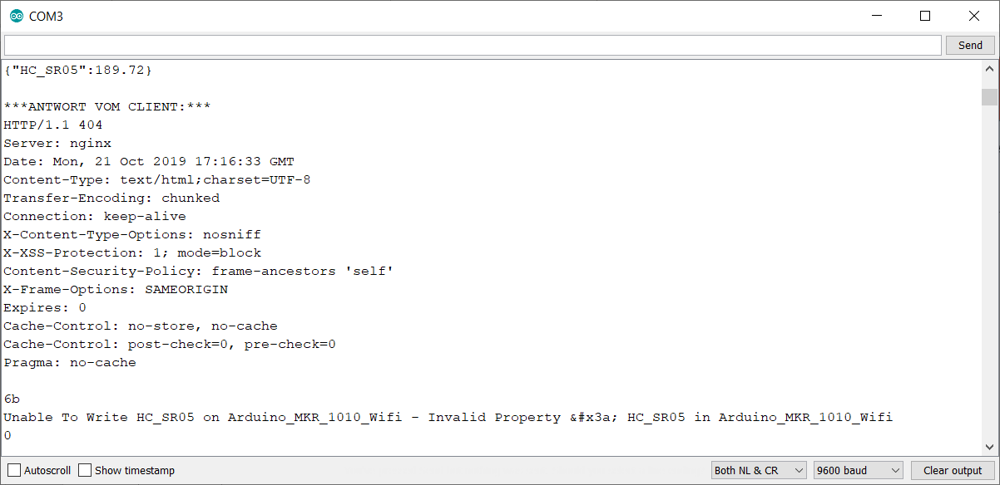 COM3
Send
{"HC_SR05":189.72}
***ANTWORT VOM CLIENT:***
HTTP/1.1 404
Server: nginx
Date: Mon, 21 Oct 2019 17:16:33 GMT
Content-Type: text/html;charset=UTF-8
Transfer-Encoding: chunked
Connection: keep-alive
X-Content-Type-Options: nosniff
X-XSS-Protection: 1; mode=block
Content-Security-Policy: frame-ancestors 'self'
X-Frame-Options: SAMEORIGIN
Expires: 0
Cache-Control: no-store, no-cache
Cache-Control: post-check=0, pre-check=0
Pragma: no-cache
6b
Unable To Write HC_SR05 on Arduino_MKR_1010_Wifi - Invalid Property &#x3a; HC_SR05 in Arduino_MKR_1010_Wifi
0
Autoscroll Show timestamp Both NL & CR 9600 baud Clear output